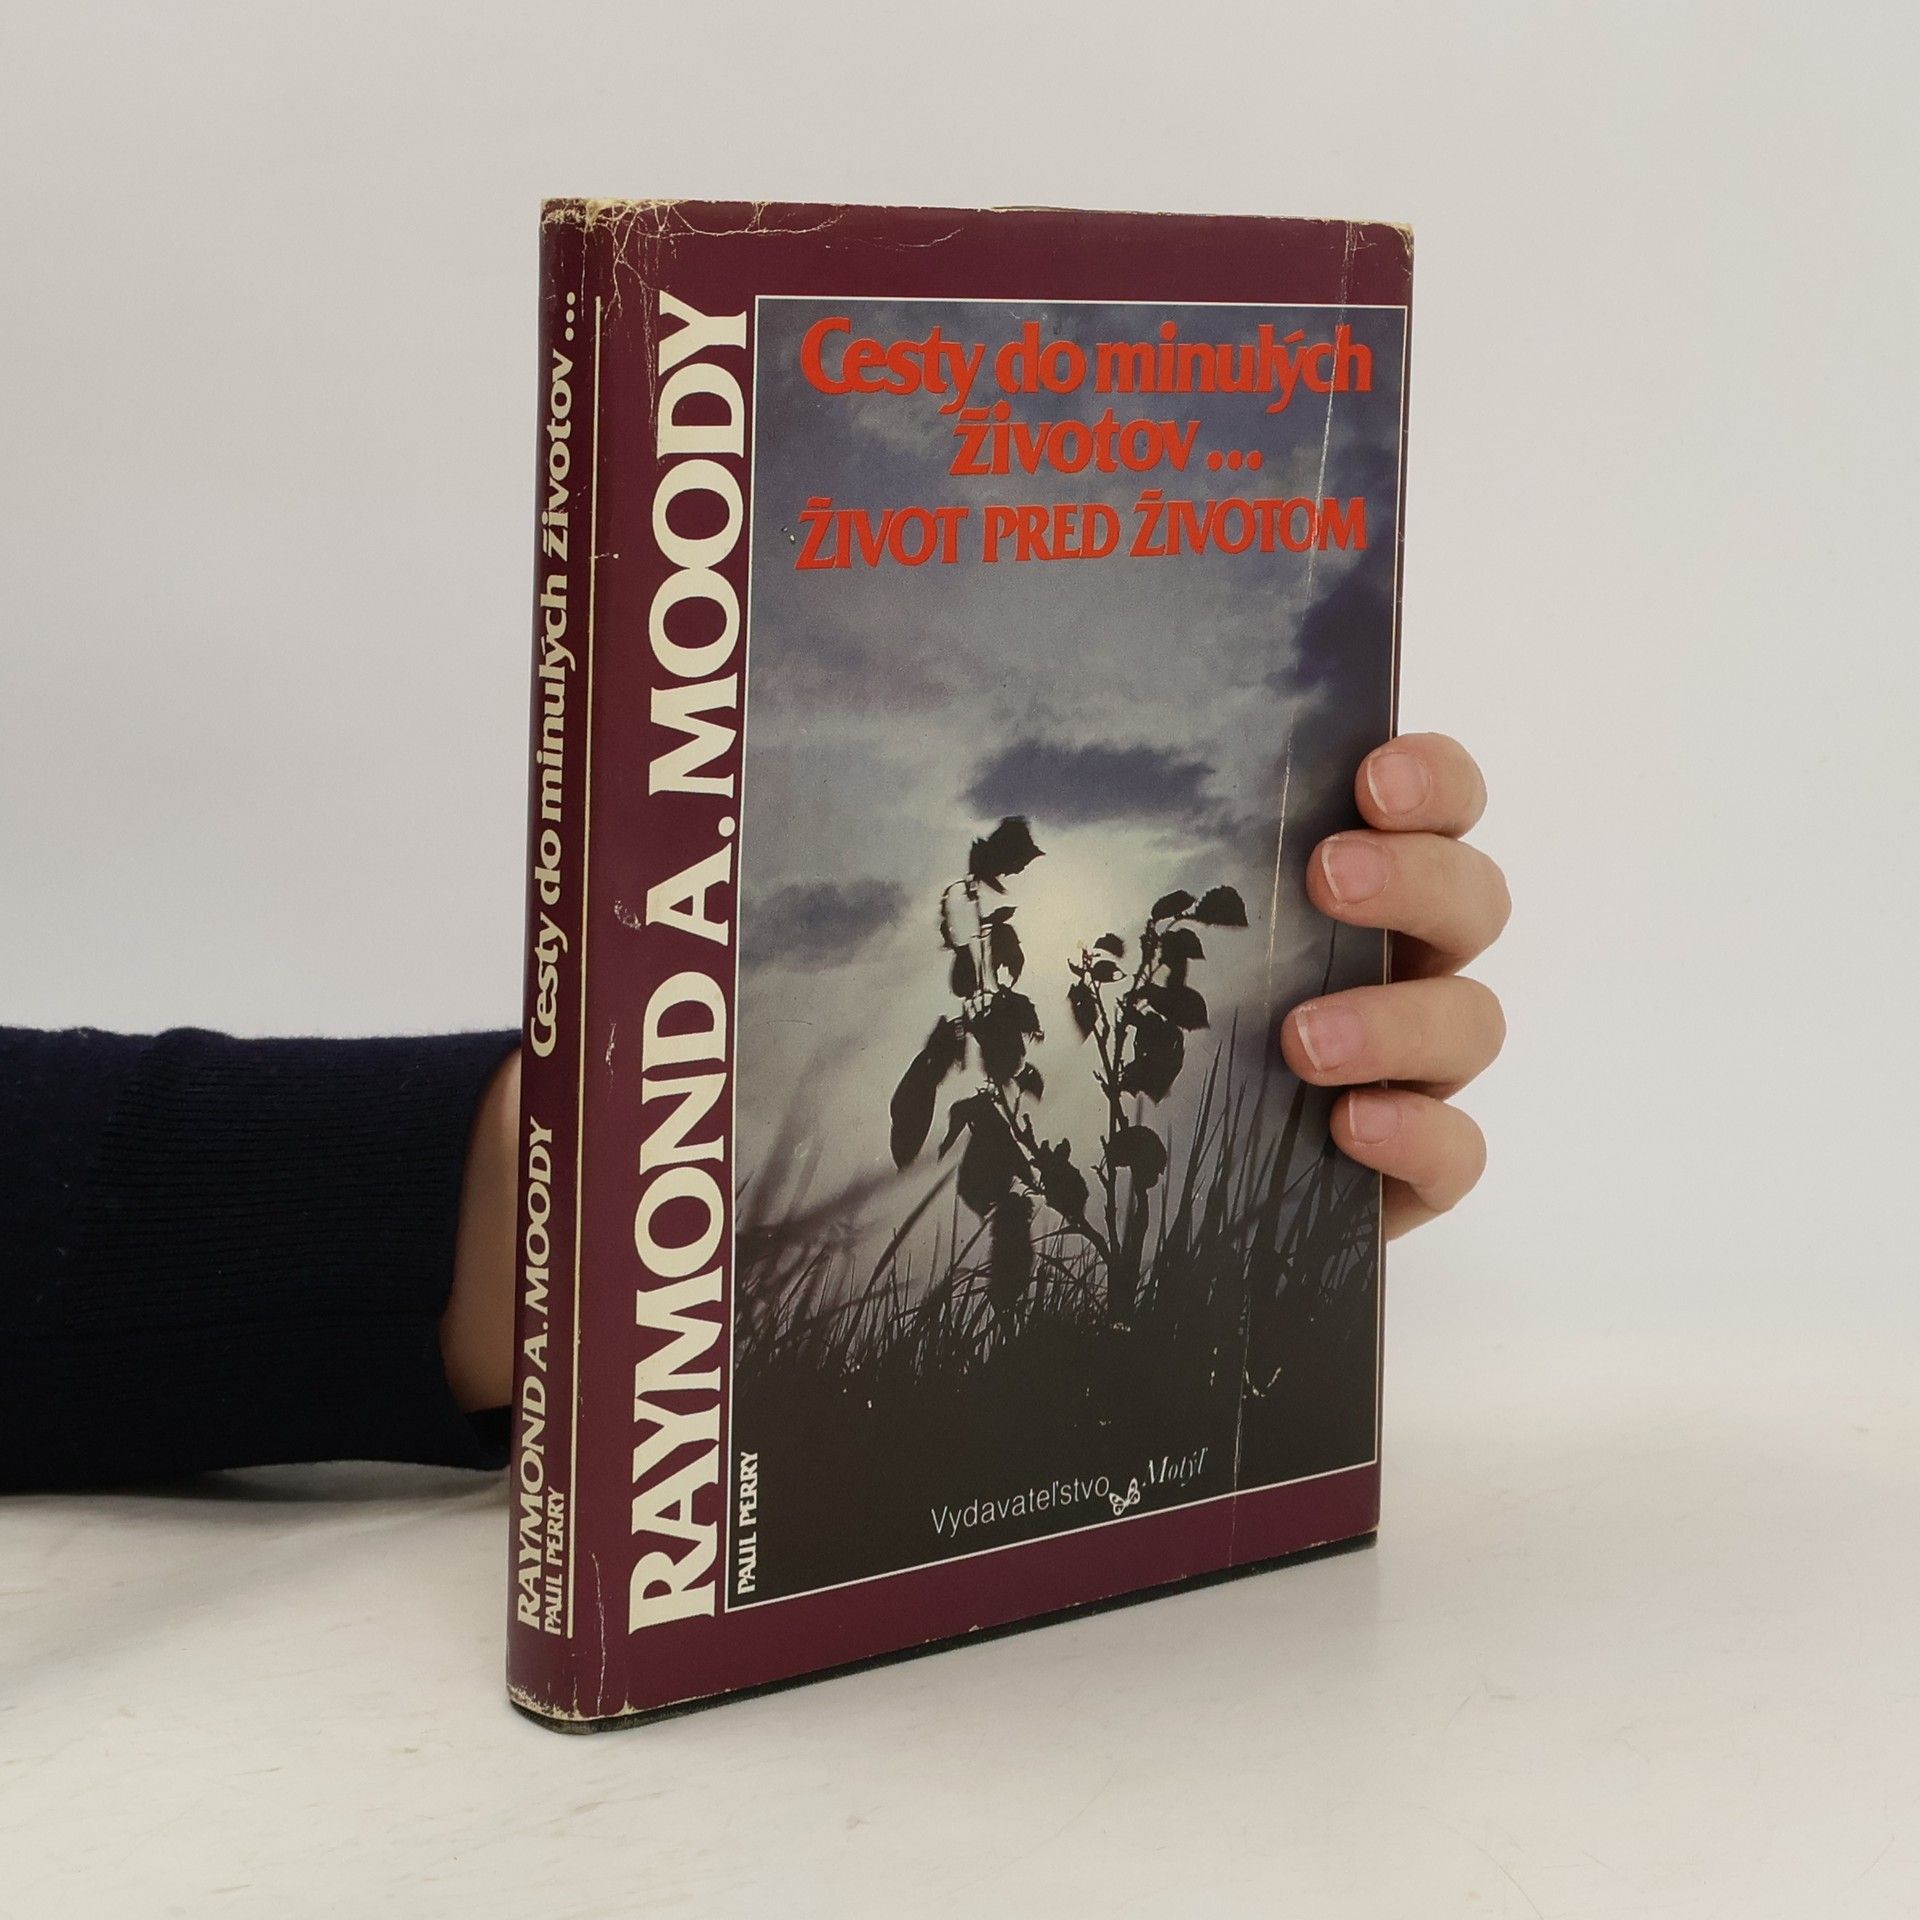 RAYMOND A. MOODY
PAUL PERRY
Cesty do minulých životov...
RAYMOND A. MOODY
PAUL PERRY
Cesty do minulých
životov...
ŽIVOT PRED ŽIVOTOM
Vydavateľstvo Motýľ